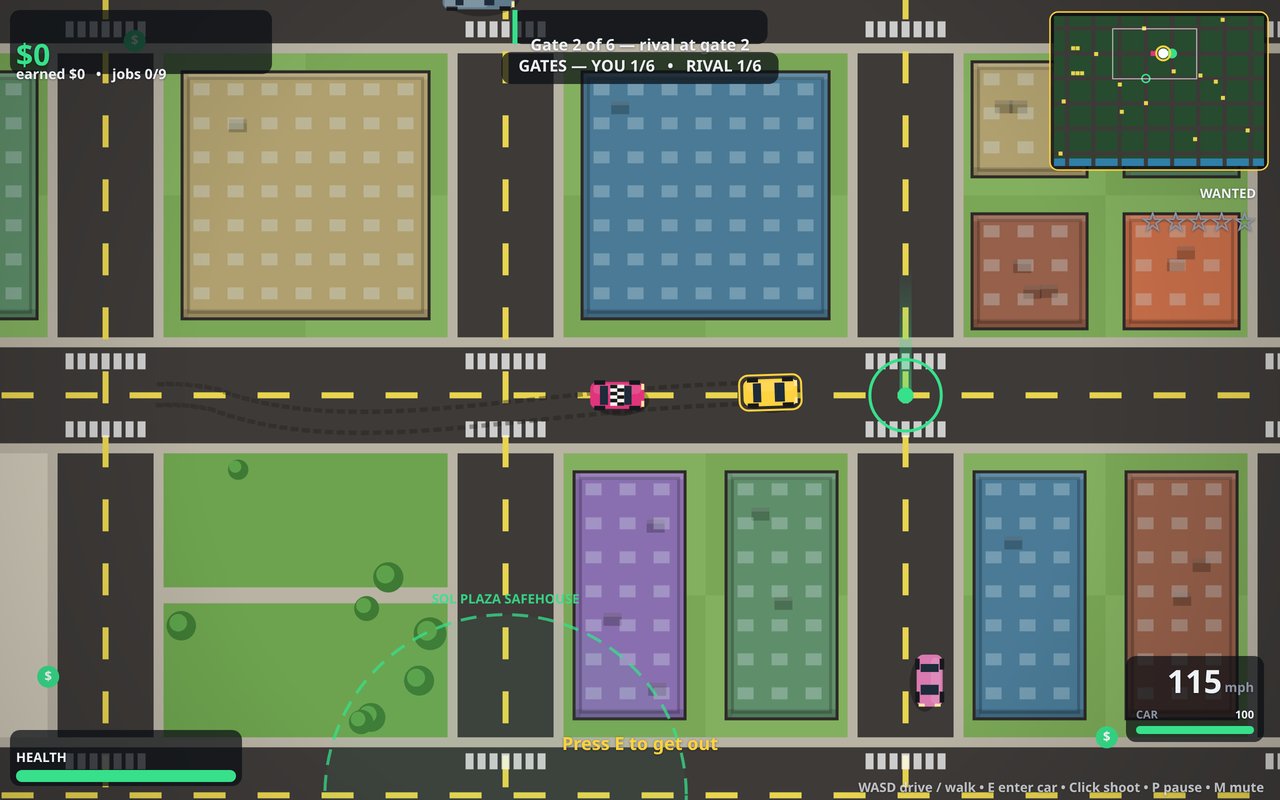 $0
earned $0 • jobs 0/9
Gate 2 of 6 — rival at gate 2
GATES — YOU 1/6 • RIVAL 1/6
WANTED
SOL PLAZA SAFEHOUSE
$
$
$
115 mph
CAR 100
HEALTH
Press E to get out
WASD drive / walk • E enter car • Click shoot • P pause • M mute